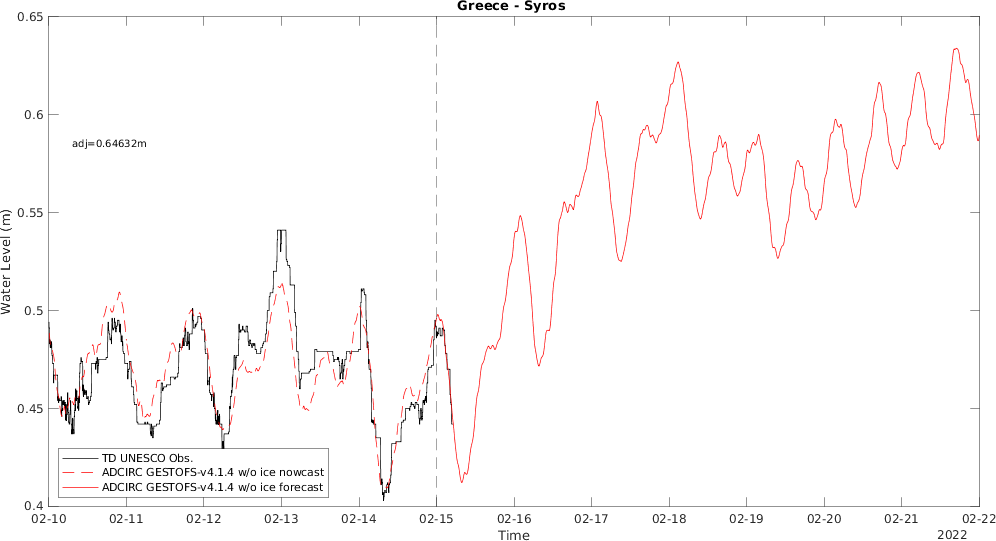 Greece - Syros
0.65
0.6
0.55
0.5
0.45
0.4
Water Level (m)
adj=0.64632m
TD UNESCO Obs.
ADCIRC GESTOFS-v4.1.4 w/o ice nowcast
ADCIRC GESTOFS-v4.1.4 w/o ice forecast
02-10 02-11 02-12 02-13 02-14 02-15 02-16 02-17 02-18 02-19 02-20 02-21 02-22
Time
2022